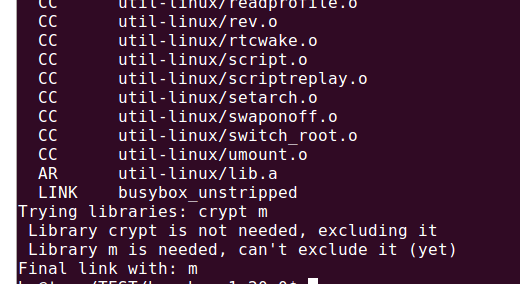 CC util-linux/readprofile.o
CC util-linux/rev.o
CC util-linux/rtcwake.o
CC util-linux/script.o
CC util-linux/scriptreplay.o
CC util-linux/setarch.o
CC util-linux/swaponoff.o
CC util-linux/switch_root.o
CC util-linux/umount.o
AR util-linux/lib.a
LINK busybox_unstripped
Trying libraries: crypt m
Library crypt is not needed, excluding it
Library m is needed, can't exclude it (yet)
Final link with: m